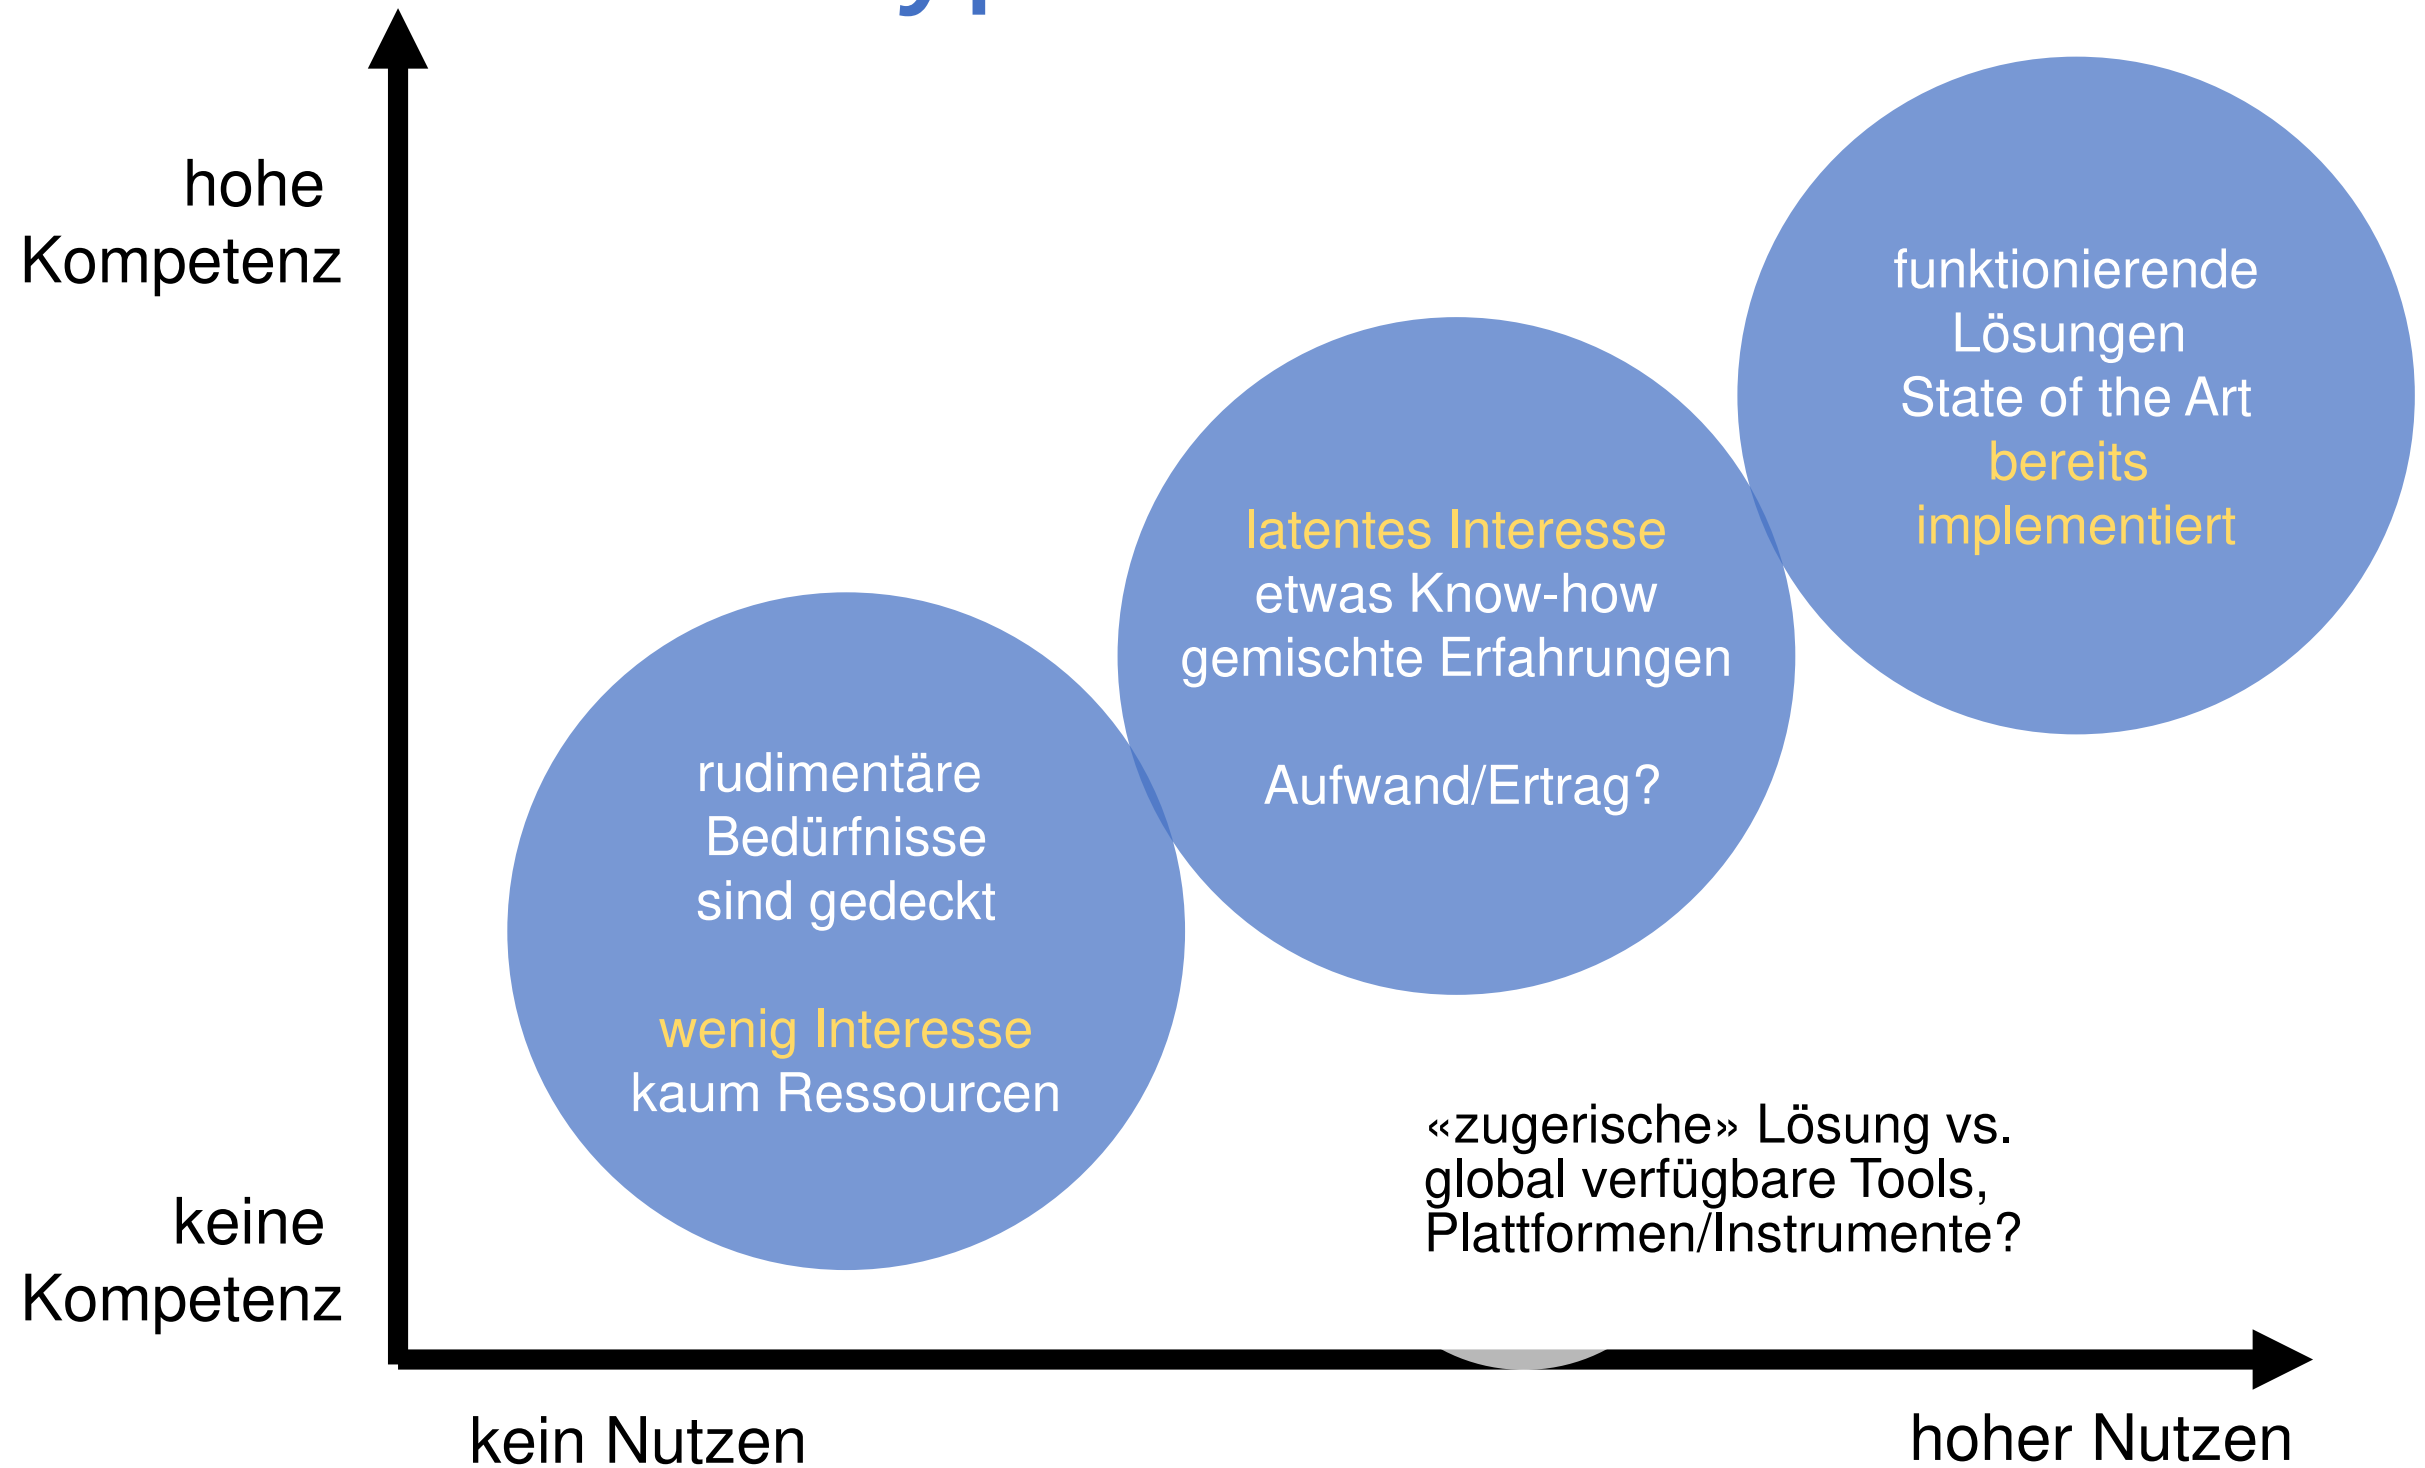 hohe
Kompetenz
funktionierende
Lösungen
State of the Art
bereits
implementiert
latentes Interesse
etwas Know-how
gemischte Erfahrungen
Aufwand/Ertrag?
rudimentäre
Bedürfnisse
sind gedeckt
wenig Interesse
kaum Ressourcen
«zugerische» Lösung vs.
global verfügbare Tools,
Plattformen/Instrumente?
keine
Kompetenz
kein Nutzen
hoher Nutzen